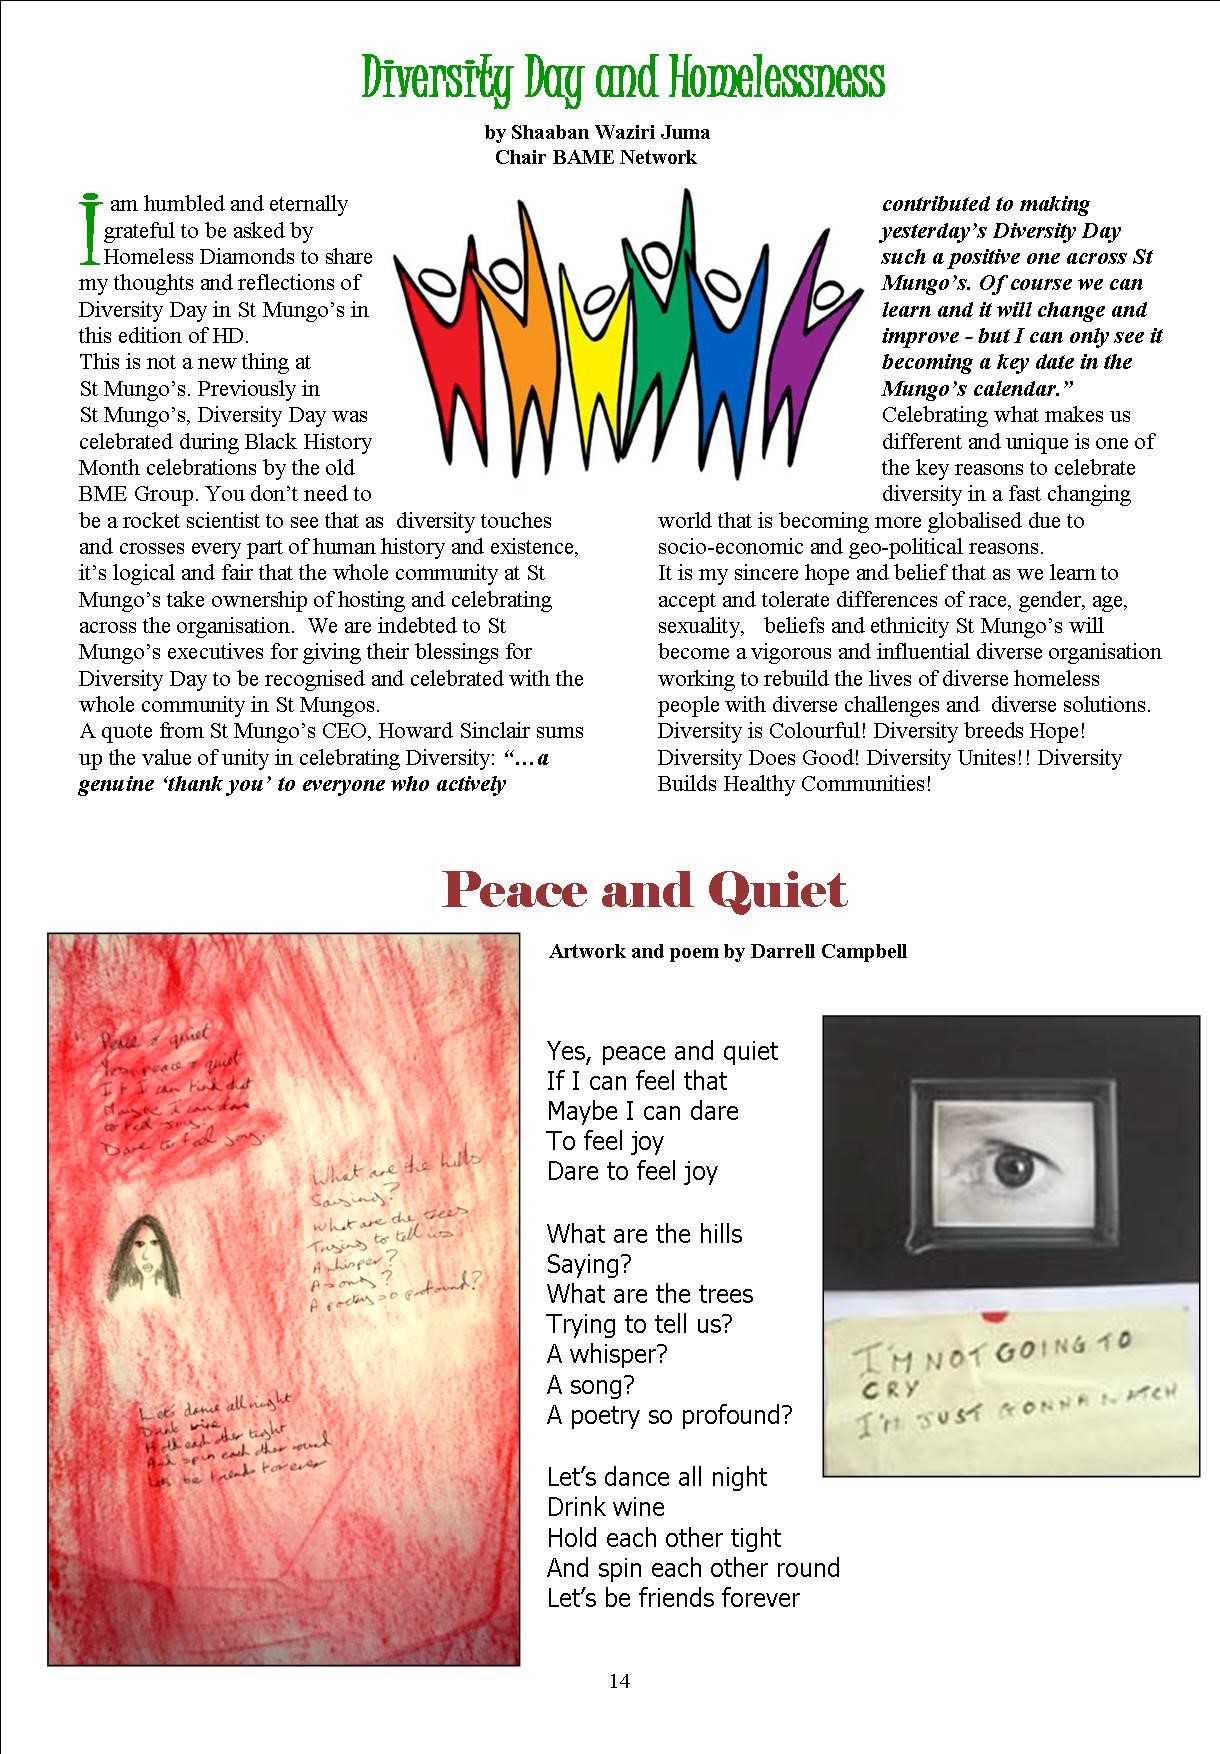 Diversity Day and Homelessness
by Shaaban Waziri Juma
Chair BAME Network
I am humbled and eternally
grateful to be asked by
Homeless Diamonds to share
my thoughts and reflections of
Diversity Day in St Mungo’s in
this edition of HD.
This is not a new thing at
St Mungo’s. Previously in
St Mungo’s, Diversity Day was
celebrated during Black History
Month celebrations by the old
BME Group. You don’t need to
be a rocket scientist to see that as  diversity touches
and crosses every part of human history and existence,
it’s logical and fair that the whole community at St
Mungo’s take ownership of hosting and celebrating
across the organisation.  We are indebted to St
Mungo’s executives for giving their blessings for
Diversity Day to be recognised and celebrated with the
whole community in St Mungos.
A quote from St Mungo’s CEO, Howard Sinclair sums
up the value of unity in celebrating Diversity: “…a
genuine ‘thank you’ to everyone who actively
contributed to making
yesterday’s Diversity Day
such a positive one across St
Mungo’s. Of course we can
learn and it will change and
improve - but I can only see it
becoming a key date in the
Mungo’s calendar.”
Celebrating what makes us
different and unique is one of
the key reasons to celebrate
diversity in a fast changing
world that is becoming more globalised due to
socio-economic and geo-political reasons.
It is my sincere hope and belief that as we learn to
accept and tolerate differences of race, gender, age,
sexuality,   beliefs and ethnicity St Mungo’s will
become a vigorous and influential diverse organisation
working to rebuild the lives of diverse homeless
people with diverse challenges and  diverse solutions.
Diversity is Colourful! Diversity breeds Hope!
Diversity Does Good! Diversity Unites!! Diversity
Builds Healthy Communities!
Peace and Quiet
Artwork and poem by Darrell Campbell
Peace & quiet
Yes, peace & quiet
If I can find that
Maybe I can dare
to feel joy.
Dare to feel joy.
What are the hills
Saying?
What are the trees
Trying to tell us
A whisper?
A song?
A poetry so profound?
Let's dance all night
Drink wine
Hold each other tight
And spin each other round
Let's be friends forever
Yes, peace and quiet
If I can feel that
Maybe I can dare
To feel joy
Dare to feel joy
What are the hills
Saying?
What are the trees
Trying to tell us?
A whisper?
A song?
A poetry so profound?
Let’s dance all night
Drink wine
Hold each other tight
And spin each other round
Let’s be friends forever
I'M NOT GOING TO
CRY
I'M JUST GONNA WATCH
14